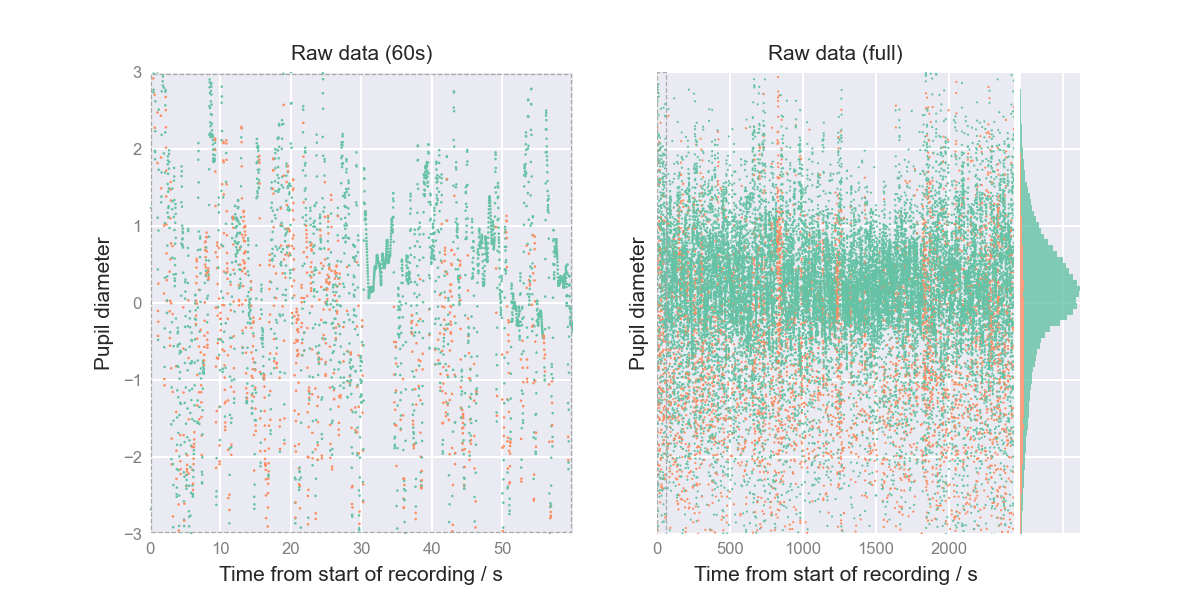 Raw data (60s)
Raw data (full)
Pupil diameter
3
2
1
0
−1
−2
−3
0 10 20 30 40 50
Time from start of recording / s
Pupil diameter
0 500 1000 1500 2000
Time from start of recording / s